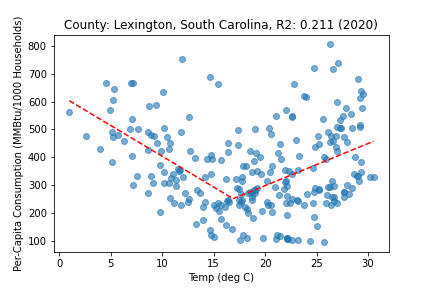 County: Lexington, South Carolina, R2: 0.211 (2020)
Per-Capita Consumption (MMBtu/1000 Households)
800
700
600
500
400
300
200
100
0 5 10 15 20 25 30
Temp (deg C)